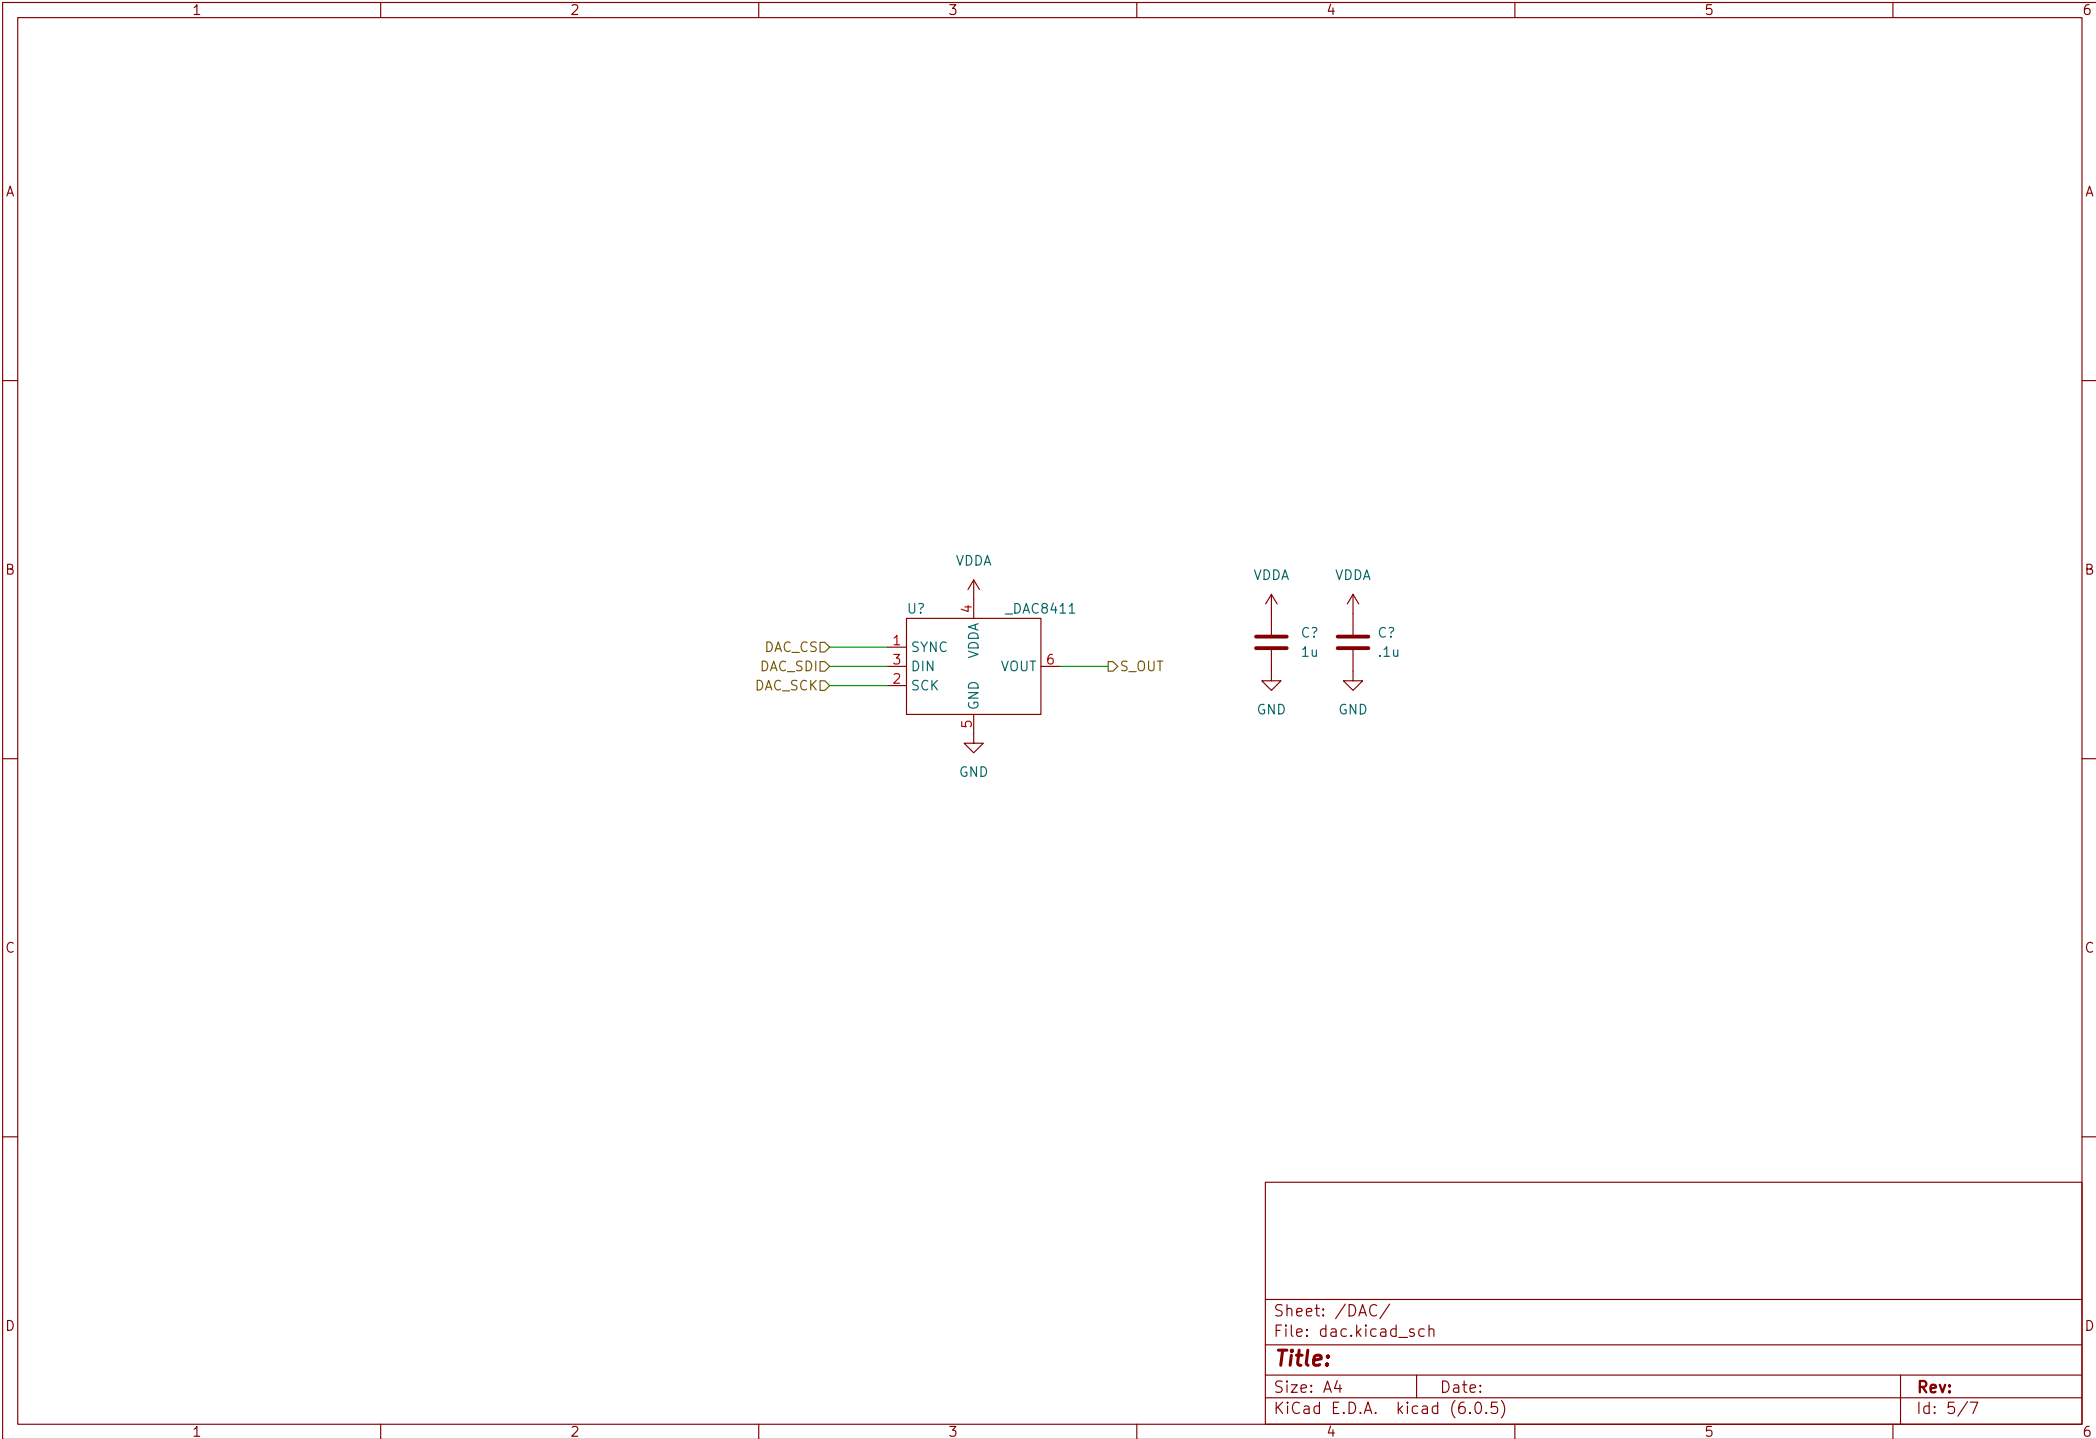 1 2 3 4 5 6
A A
VDDA
B VDDA VDDA B
U? 4 _DAC8411
VDDA
DAC_CS 1 SYNC C? C?
DAC_SDI 3 DIN VOUT 6 S_OUT 1u .1u
DAC_SCK 2 SCK
GND
5 GND GND
GND
C C
Sheet: /DAC/
D D
File: dac.kicad_sch
Title:
Size: A4 Date: Rev:
KiCad E.D.A. kicad (6.0.5) Id: 5/7
1 2 3 4 5 6